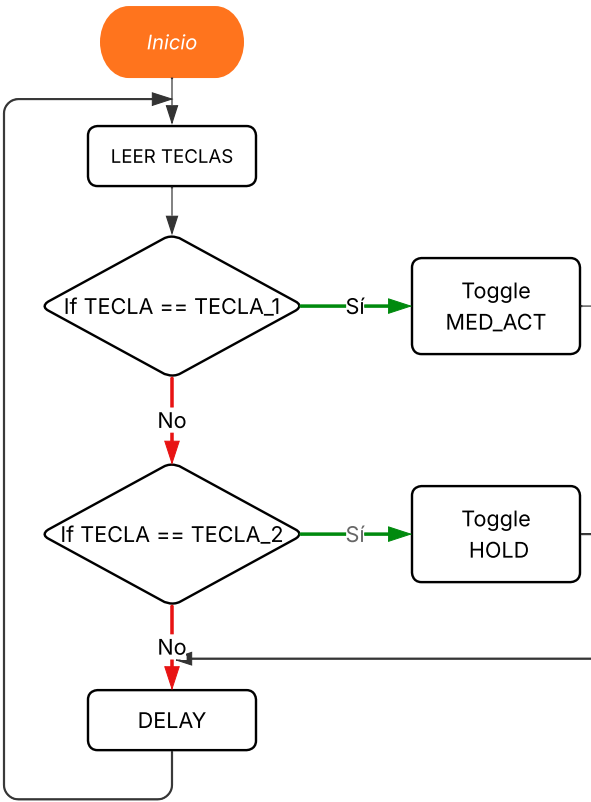 Inicio
LEER TECLAS
If TECLA == TECLA_1
Sí
Toggle
MED_ACT
No
If TECLA == TECLA_2
Sí
Toggle
HOLD
No
DELAY